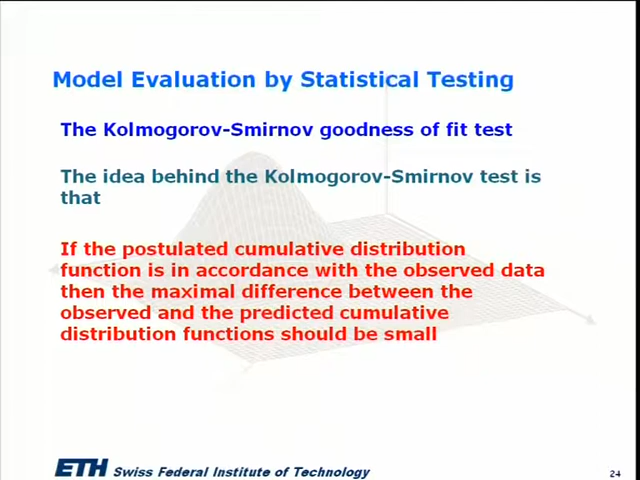 Model Evaluation by Statistical Testing
The Kolmogorov-Smirnov goodness of fit test
The idea behind the Kolmogorov-Smirnov test is
that
If the postulated cumulative distribution
function is in accordance with the observed data
then the maximal difference between the
observed and the predicted cumulative
distribution functions should be small
ETH Swiss Federal Institute of Technology
24